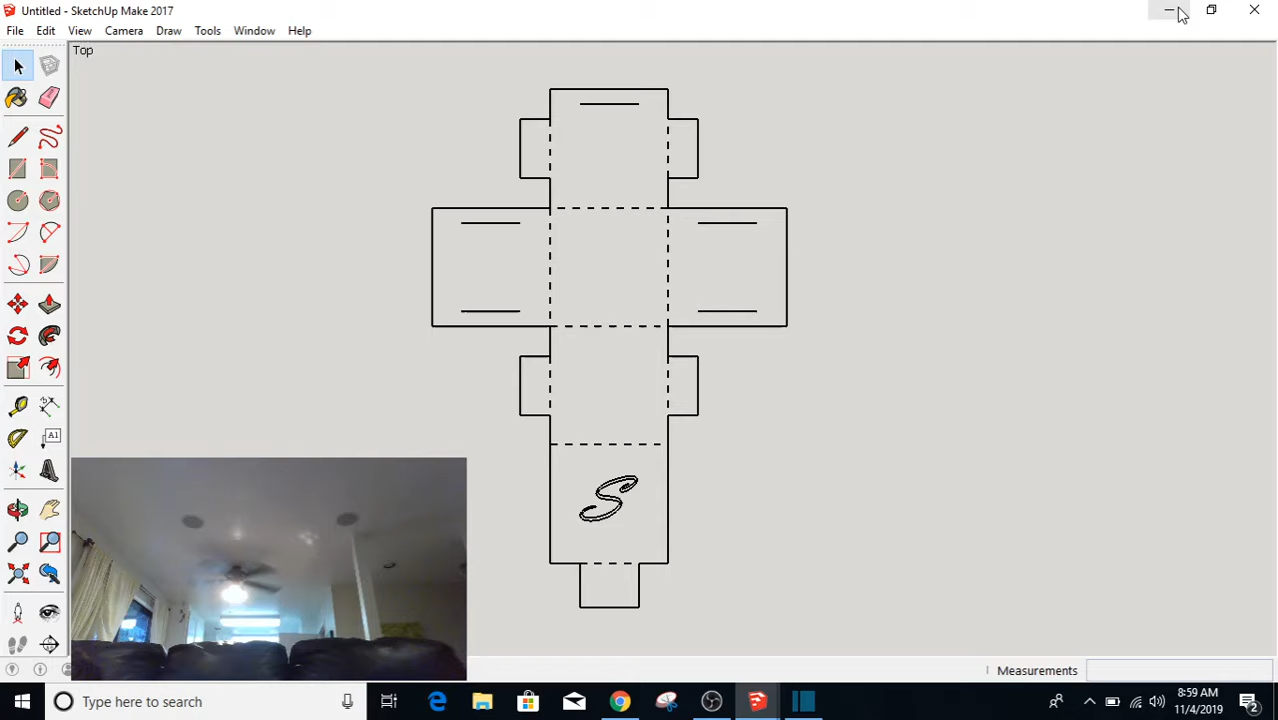 Untitled - SketchUp Make 2017
File Edit View Camera Draw Tools Window Help
Top
A1
S
Measurements
Type here to search
8:59 AM
11/4/2019
2